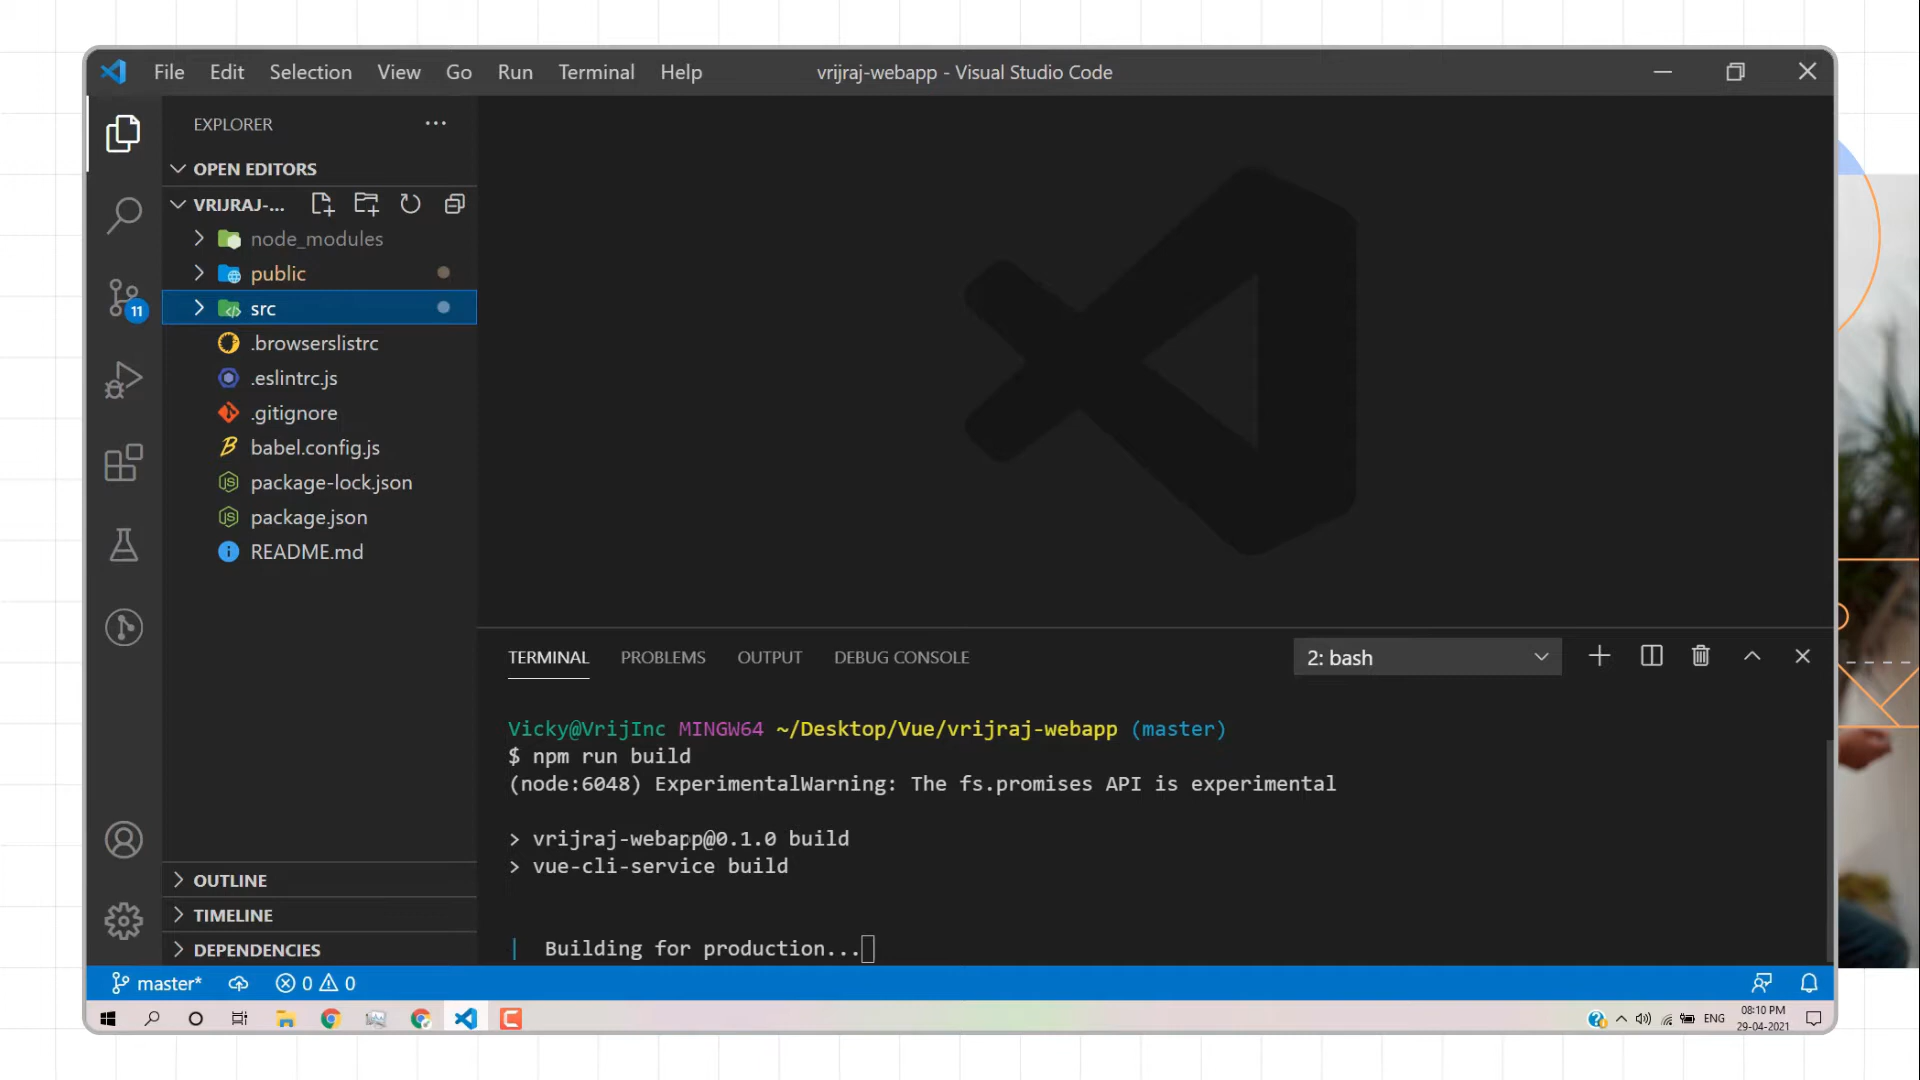 File Edit Selection View Go Run Terminal Help vrijraj-webapp - Visual Studio Code
EXPLORER
OPEN EDITORS
VRIJRAJ-...
node_modules
public
src
11
.browserslistrc
.eslintrc.js
.gitignore
babel.config.js
package-lock.json
package.json
README.md
OUTLINE
TIMELINE
DEPENDENCIES
TERMINAL PROBLEMS OUTPUT DEBUG CONSOLE 2: bash
Vicky@VrijInc MINGW64 ~/Desktop/Vue/vrijraj-webapp (master)
$ npm run build
(node:6048) ExperimentalWarning: The fs.promises API is experimental
> vrijraj-webapp@0.1.0 build
> vue-cli-service build
| Building for production...
master* 0 0
ENG
08:10 PM
29-04-2021